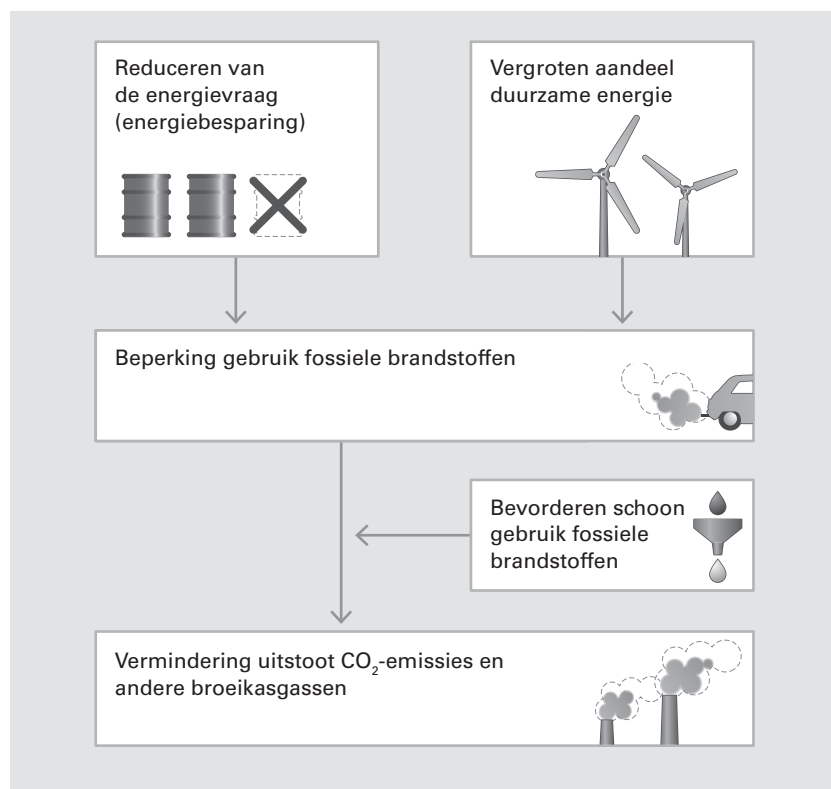 Reduceren van
de energievraag
(energiebesparing)
Vergroten aandeel
duurzame energie
Beperking gebruik fossiele brandstoffen
Bevorderen schoon
gebruik fossiele
brandstoffen
Vermindering uitstoot CO₂-emissies en
andere broeikasgassen